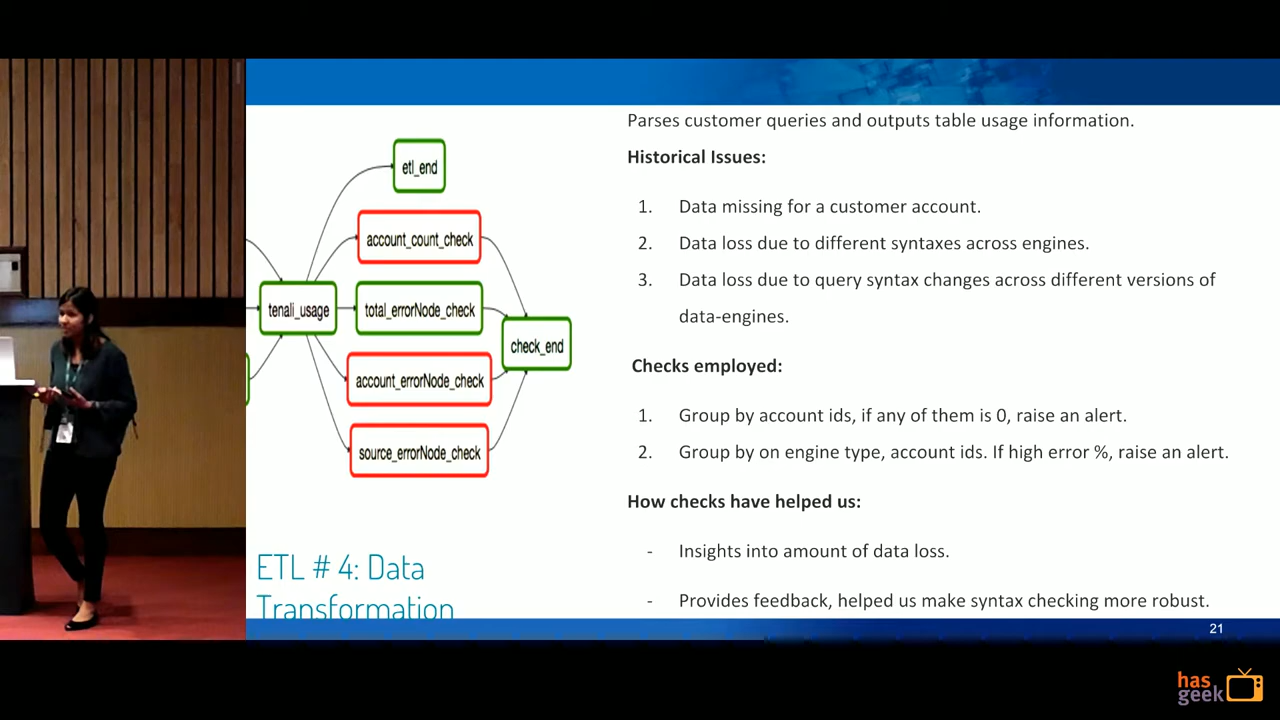 Parses customer queries and outputs table usage information.
Historical Issues:
1. Data missing for a customer account.
2. Data loss due to different syntaxes across engines.
3. Data loss due to query syntax changes across different versions of
data-engines.
Checks employed:
1. Group by account ids, if any of them is 0, raise an alert.
2. Group by on engine type, account ids. If high error %, raise an alert.
How checks have helped us:
- Insights into amount of data loss.
- Provides feedback, helped us make syntax checking more robust.
etl_end
account_count_check
tenali_usage
total_errorNode_check
check_end
account_errorNode_check
source_errorNode_check
ETL # 4: Data
Transformation
21
has
geek